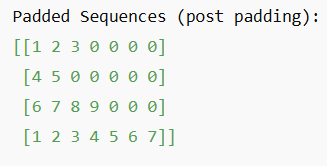 Padded Sequences (post padding):
[[1 2 3 0 0 0 0]
[4 5 0 0 0 0 0]
[6 7 8 9 0 0 0]
[1 2 3 4 5 6 7]]